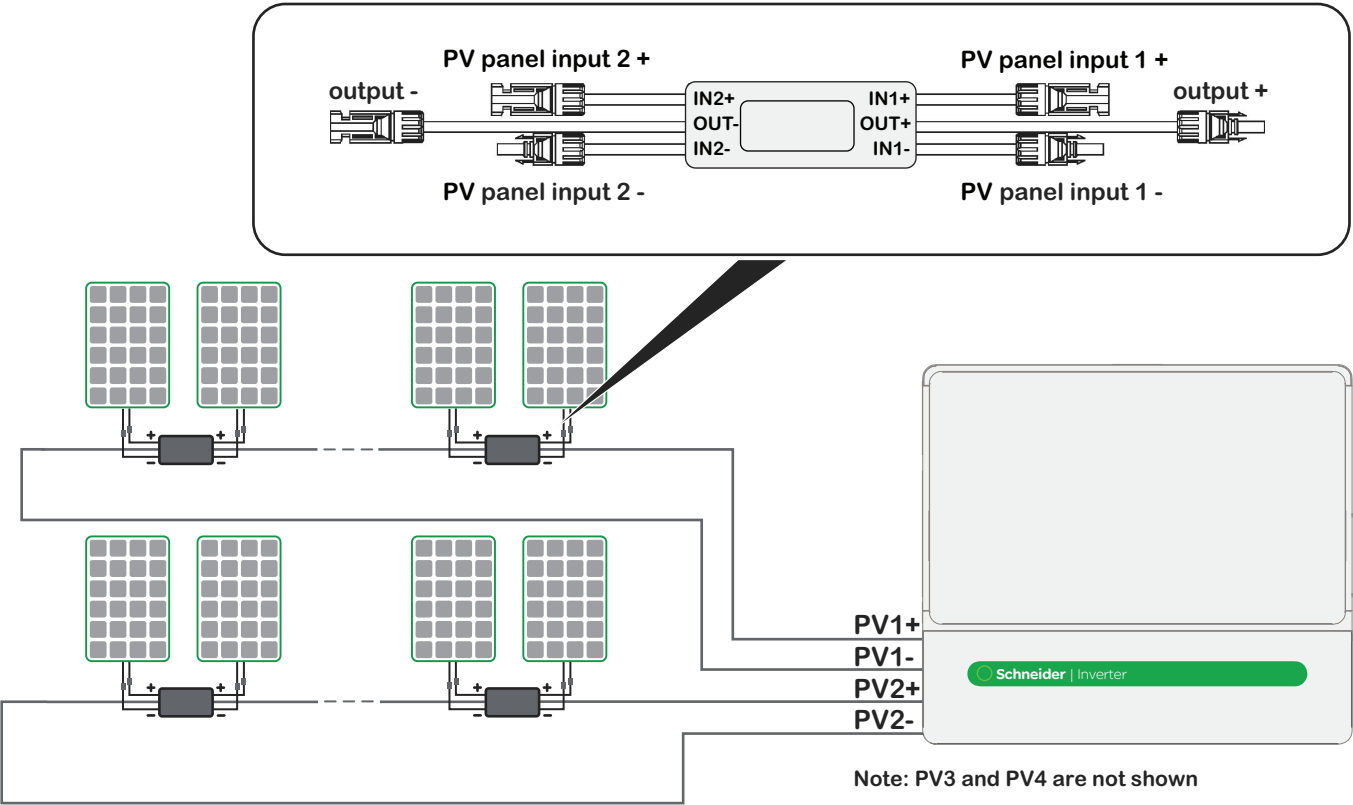 PV panel input 2 +
PV panel input 1 +
output -
output +
IN2+
IN1+
OUT-
OUT+
IN2-
IN1-
PV panel input 2 -
PV panel input 1 -
+ +
- -
+ +
- -
PV1+
PV1-
Schneider | Inverter
+ +
- -
+ +
- -
PV2+
PV2-
Note: PV3 and PV4 are not shown